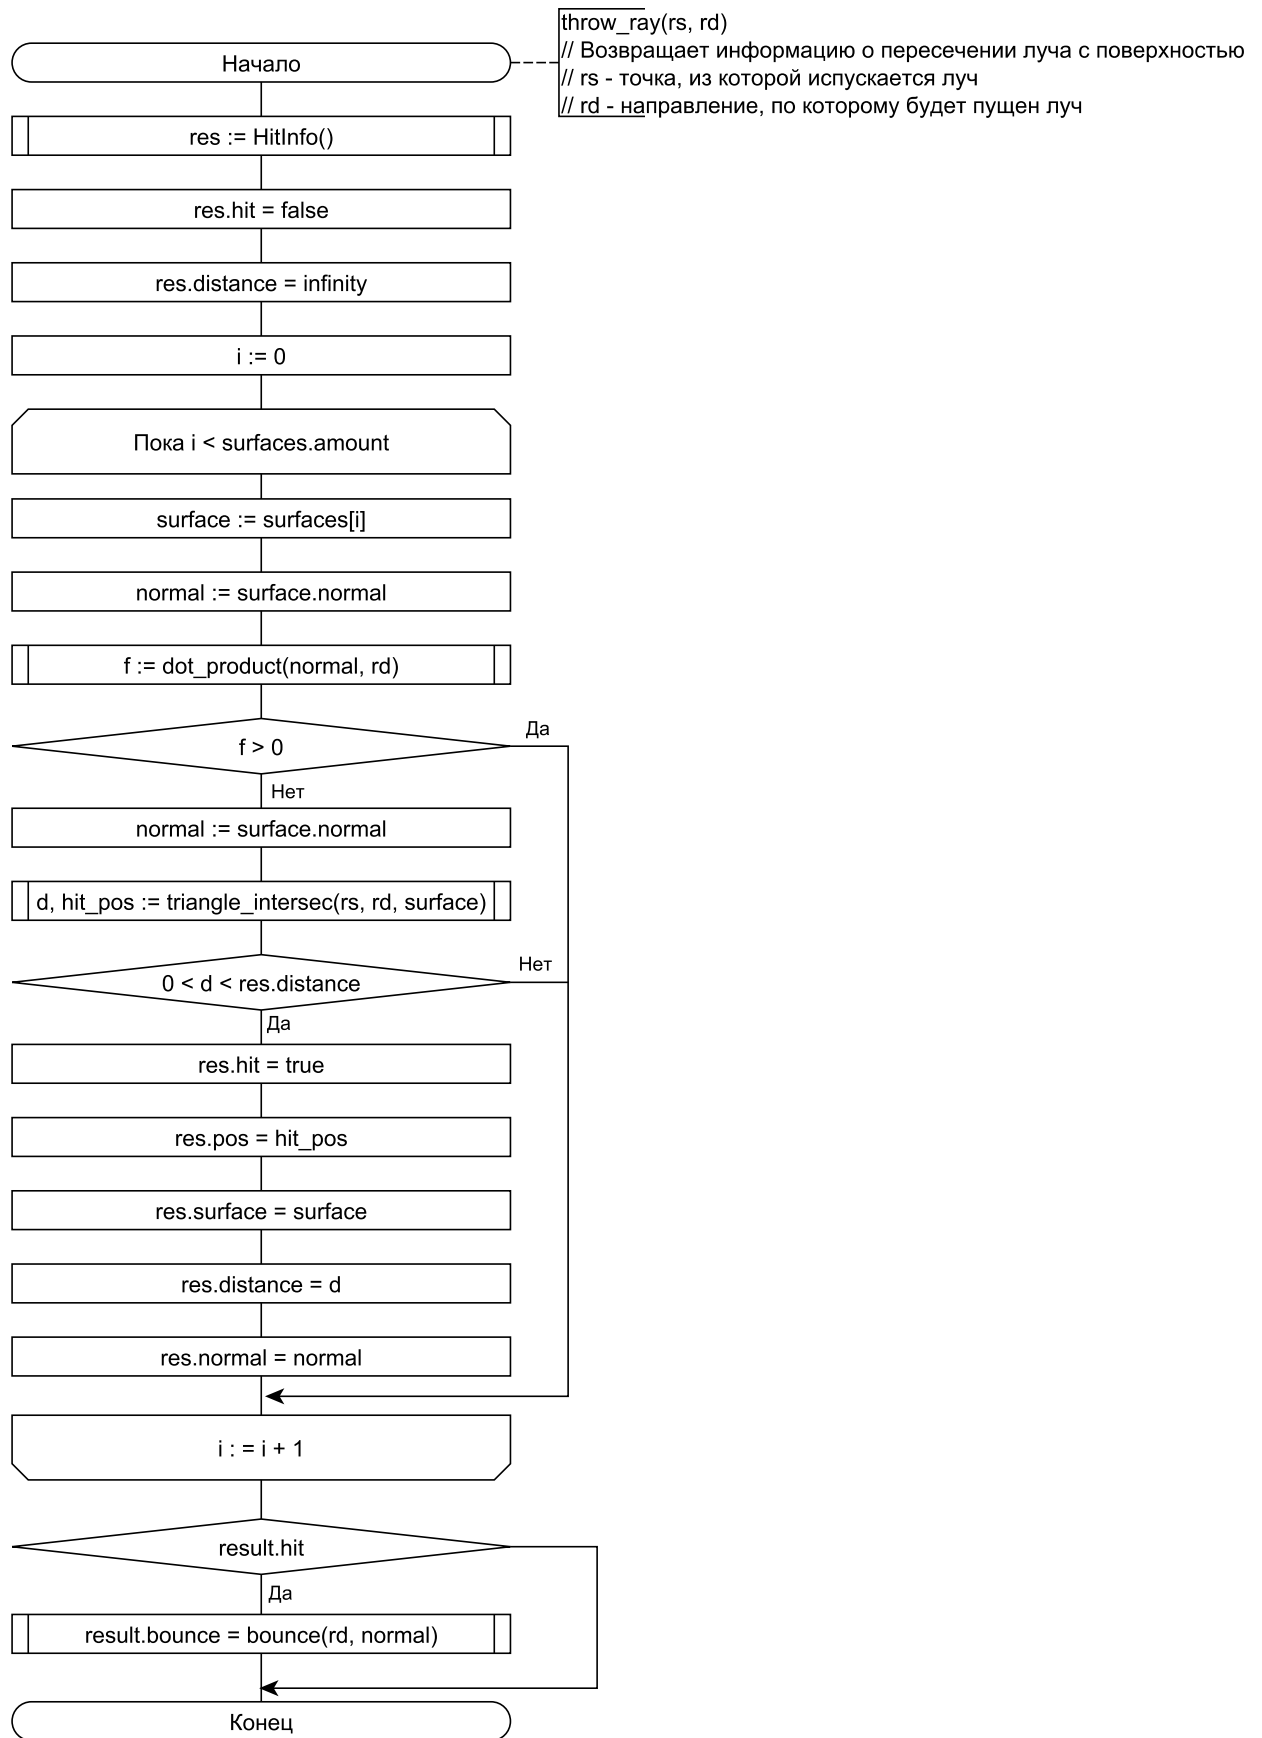 throw_ray(rs, rd)
// Возвращает информацию о пересечении луча с поверхностью
// rs - точка, из которой испускается луч
// rd - направление, по которому будет пущен луч
Начало
res := HitInfo()
res.hit = false
res.distance = infinity
i := 0
Пока i < surfaces.amount
surface := surfaces[i]
normal := surface.normal
f := dot_product(normal, rd)
f > 0
Да
Нет
normal := surface.normal
d, hit_pos := triangle_intersec(rs, rd, surface)
0 < d < res.distance
Нет
Да
res.hit = true
res.pos = hit_pos
res.surface = surface
res.distance = d
res.normal = normal
i : = i + 1
result.hit
Да
result.bounce = bounce(rd, normal)
Конец